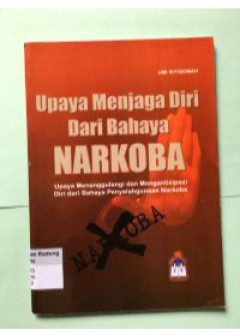 Upaya Menjaga Diri
Dari Bahaya
NARKOBA
Upaya Menanggulangi dan Mengantisipasi
Diri dari Bahaya Penyalahgunaan Narkoba
NARKOBA